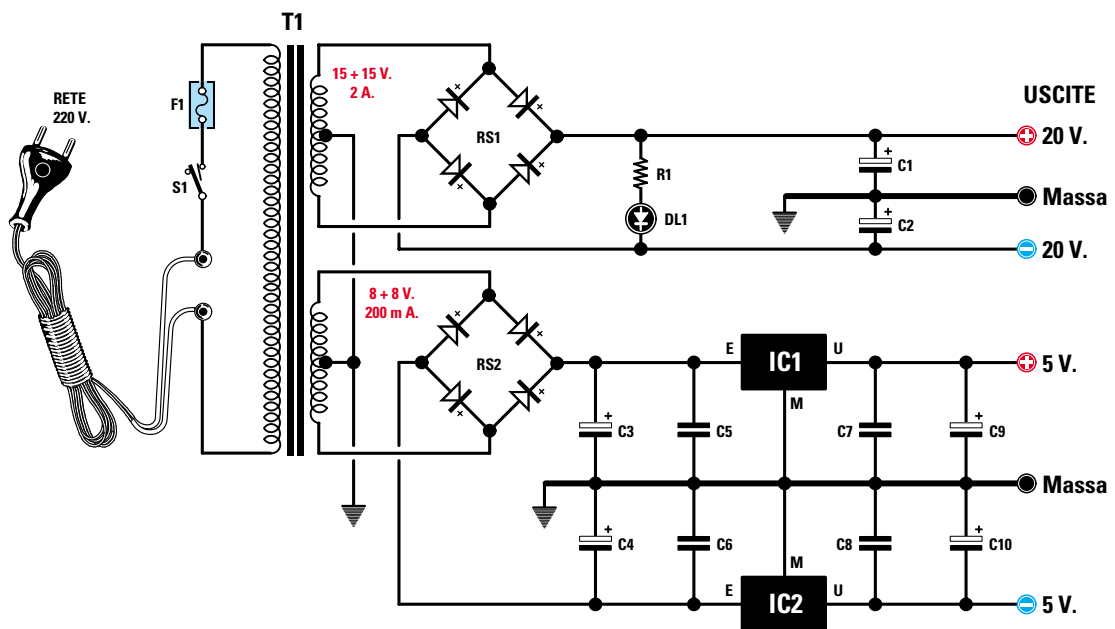 T1
15 + 15 V.
2 A.
RETE
220 V.
F1
S1
RS1
USCITE
+ 20 V.
R1
+
C1
Massa
DL1
+
C2
− 20 V.
8 + 8 V.
200 m A.
RS2
E
IC1
U
M
+ 5 V.
+
C3
C5
C7
+
C9
Massa
+
C4
C6
C8
+
C10
M
E
IC2
U
− 5 V.